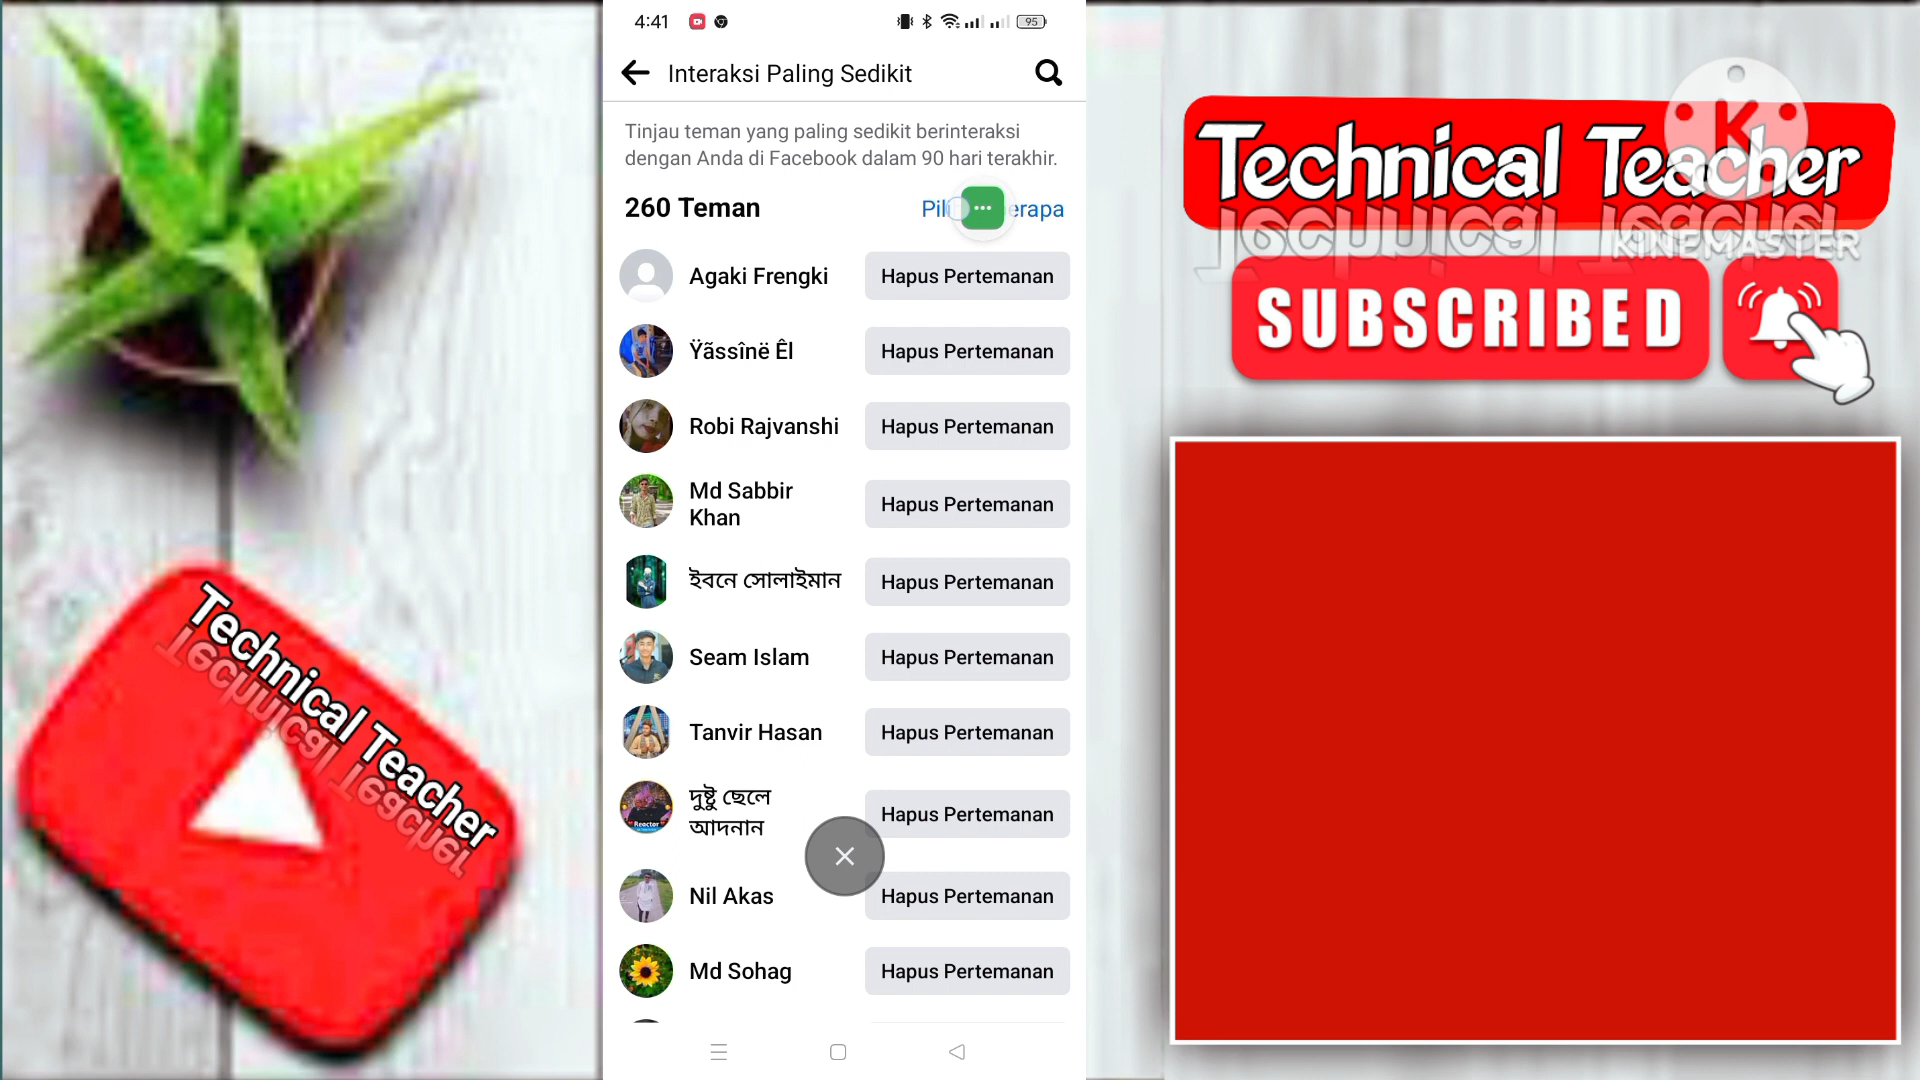 4:41
95
Interaksi Paling Sedikit
Tinjau teman yang paling sedikit berinteraksi
dengan Anda di Facebook dalam 90 hari terakhir.
260 Teman
Agaki Frengki Hapus Pertemanan
Ÿãssînë Êl Hapus Pertemanan
Robi Rajvanshi Hapus Pertemanan
Md Sabbir
Khan
Hapus Pertemanan
ইবনে সোলাইমান Hapus Pertemanan
Seam Islam Hapus Pertemanan
Tanvir Hasan Hapus Pertemanan
দুষ্টু ছেলে
আদনান
Hapus Pertemanan
Reactor
Nil Akas Hapus Pertemanan
Md Sohag Hapus Pertemanan
Technical Teacher
Technical Teacher
K
KINEMASTER
SUBSCRIBED